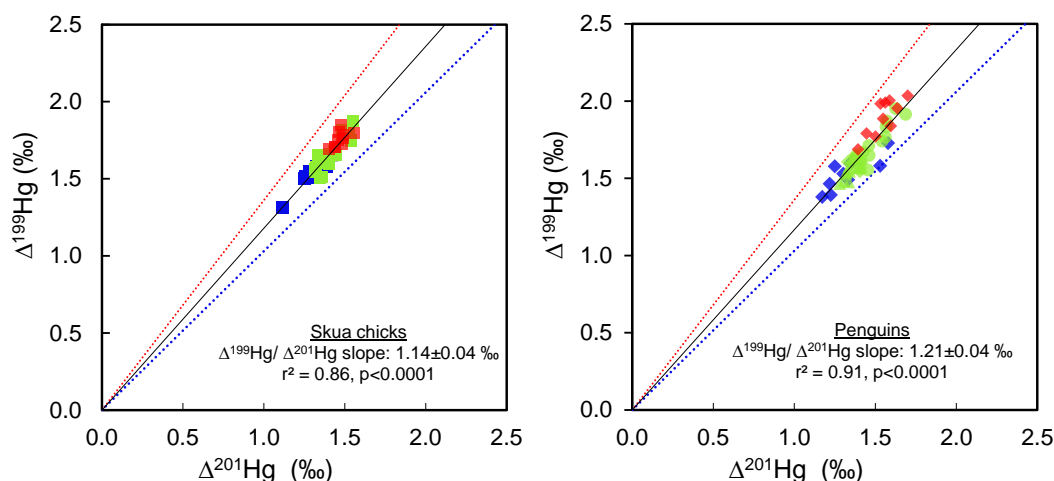 2.5
2.0
1.5
1.0
0.5
0.0
Δ¹⁹⁹Hg (‰)
Skua chicks
Δ¹⁹⁹Hg/ Δ²⁰¹Hg slope: 1.14±0.04 ‰
r² = 0.86, p<0.0001
0.0 0.5 1.0 1.5 2.0 2.5
Δ²⁰¹Hg (‰)
2.5
2.0
1.5
1.0
0.5
0.0
Δ¹⁹⁹Hg (‰)
Penguins
Δ¹⁹⁹Hg/ Δ²⁰¹Hg slope: 1.21±0.04 ‰
r² = 0.91, p<0.0001
0.0 0.5 1.0 1.5 2.0 2.5
Δ²⁰¹Hg (‰)